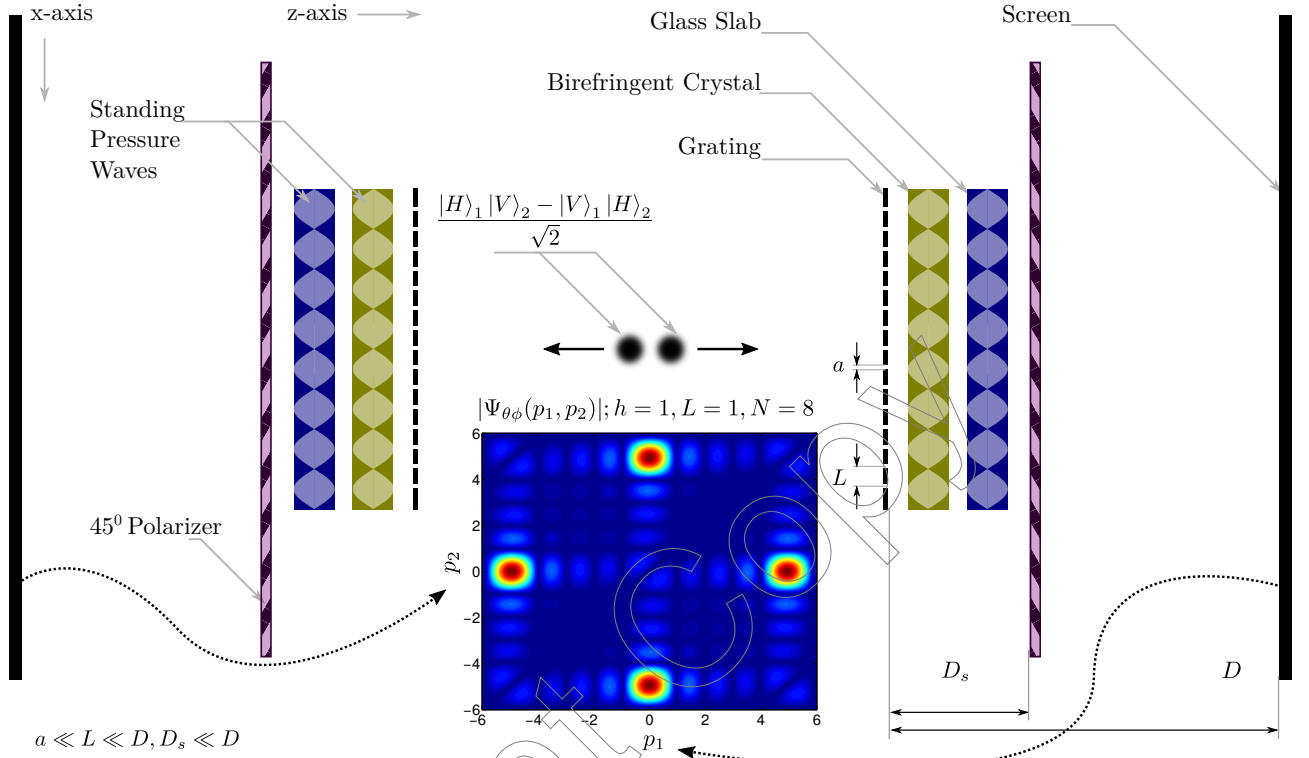 x-axis
z-axis
Glass Slab
Screen
Birefringent Crystal
Standing
Pressure
Waves
Grating
|H⟩₁ |V⟩₂ − |V⟩₁ |H⟩₂
√2
a
|Ψ_θϕ(p₁, p₂)|; h = 1, L = 1, N = 8
6
4
2
0
−2
−4
−6
p₂
−6
−4
−2
0
2
4
6
p₁
L
45⁰ Polarizer
D_s
D
a ≪ L ≪ D, D_s ≪ D
Copy